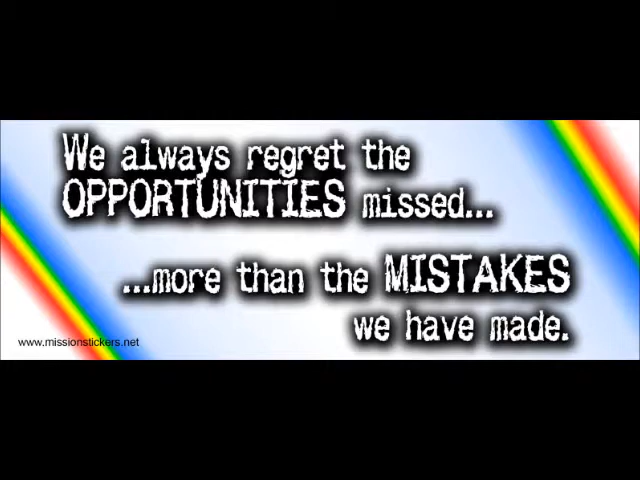 We always regret the
OPPORTUNITIES missed...
...more than the MISTAKES
we have made.
www.missionstickers.net